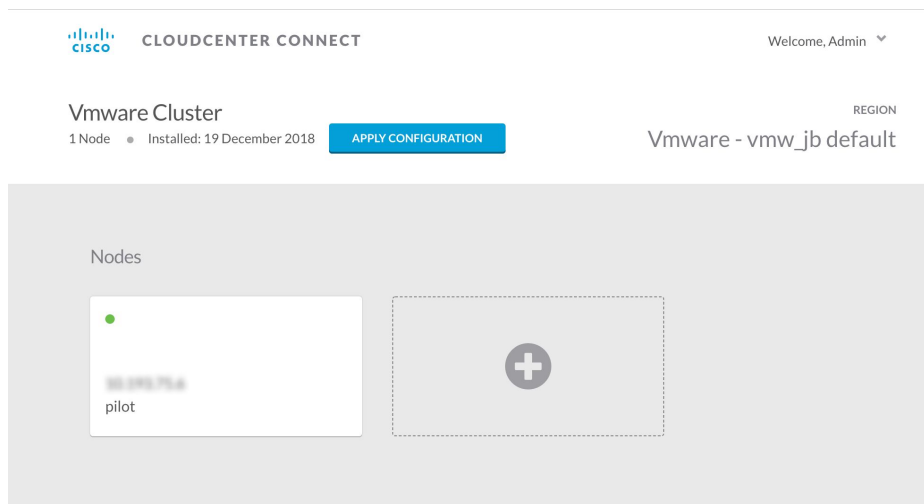 CISCO CLOUDCENTER CONNECT
Welcome, Admin
Vmware Cluster
1 Node Installed: 19 December 2018 APPLY CONFIGURATION
REGION
Vmware - vmw_jb default
Nodes
pilot